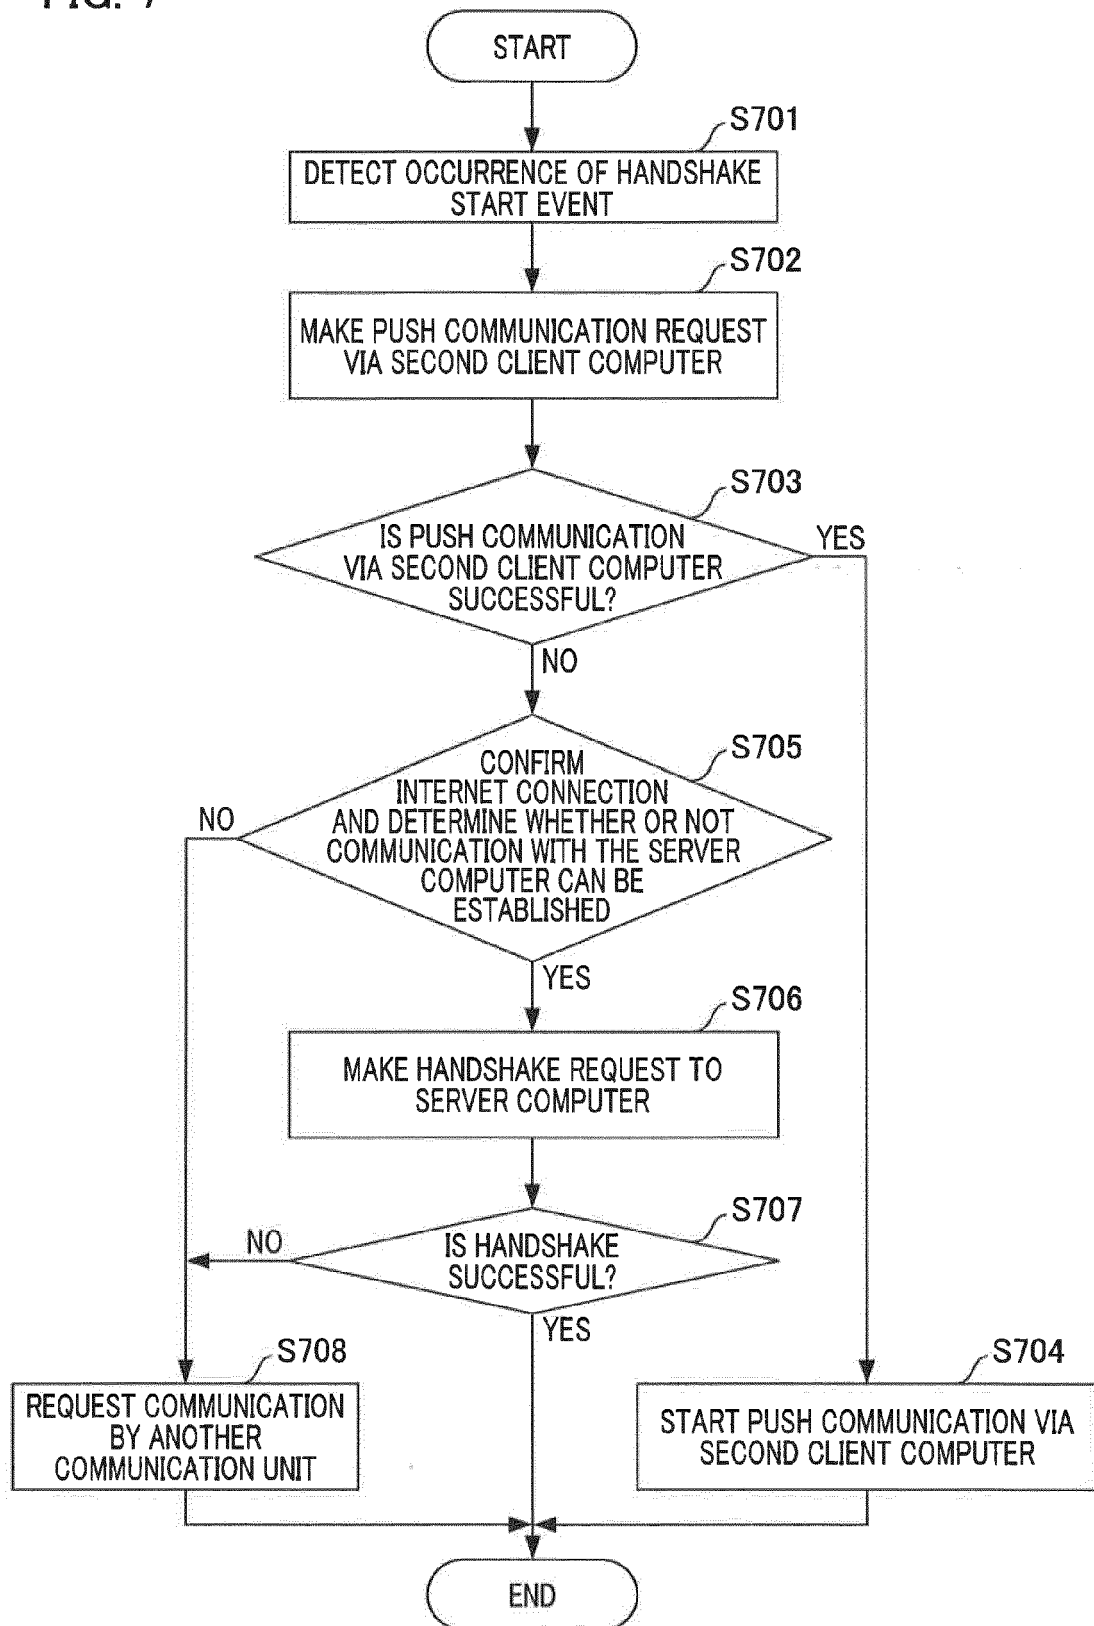 FIG. 7
START
S701
DETECT OCCURRENCE OF HANDSHAKE
START EVENT
S702
MAKE PUSH COMMUNICATION REQUEST
VIA SECOND CLIENT COMPUTER
S703
IS PUSH COMMUNICATION
VIA SECOND CLIENT COMPUTER
SUCCESSFUL?
YES
NO
S705
CONFIRM
INTERNET CONNECTION
AND DETERMINE WHETHER OR NOT
COMMUNICATION WITH THE SERVER
COMPUTER CAN BE
ESTABLISHED
NO
YES
S706
MAKE HANDSHAKE REQUEST TO
SERVER COMPUTER
S707
IS HANDSHAKE
SUCCESSFUL?
NO
YES
S708
REQUEST COMMUNICATION
BY ANOTHER
COMMUNICATION UNIT
S704
START PUSH COMMUNICATION VIA
SECOND CLIENT COMPUTER
END